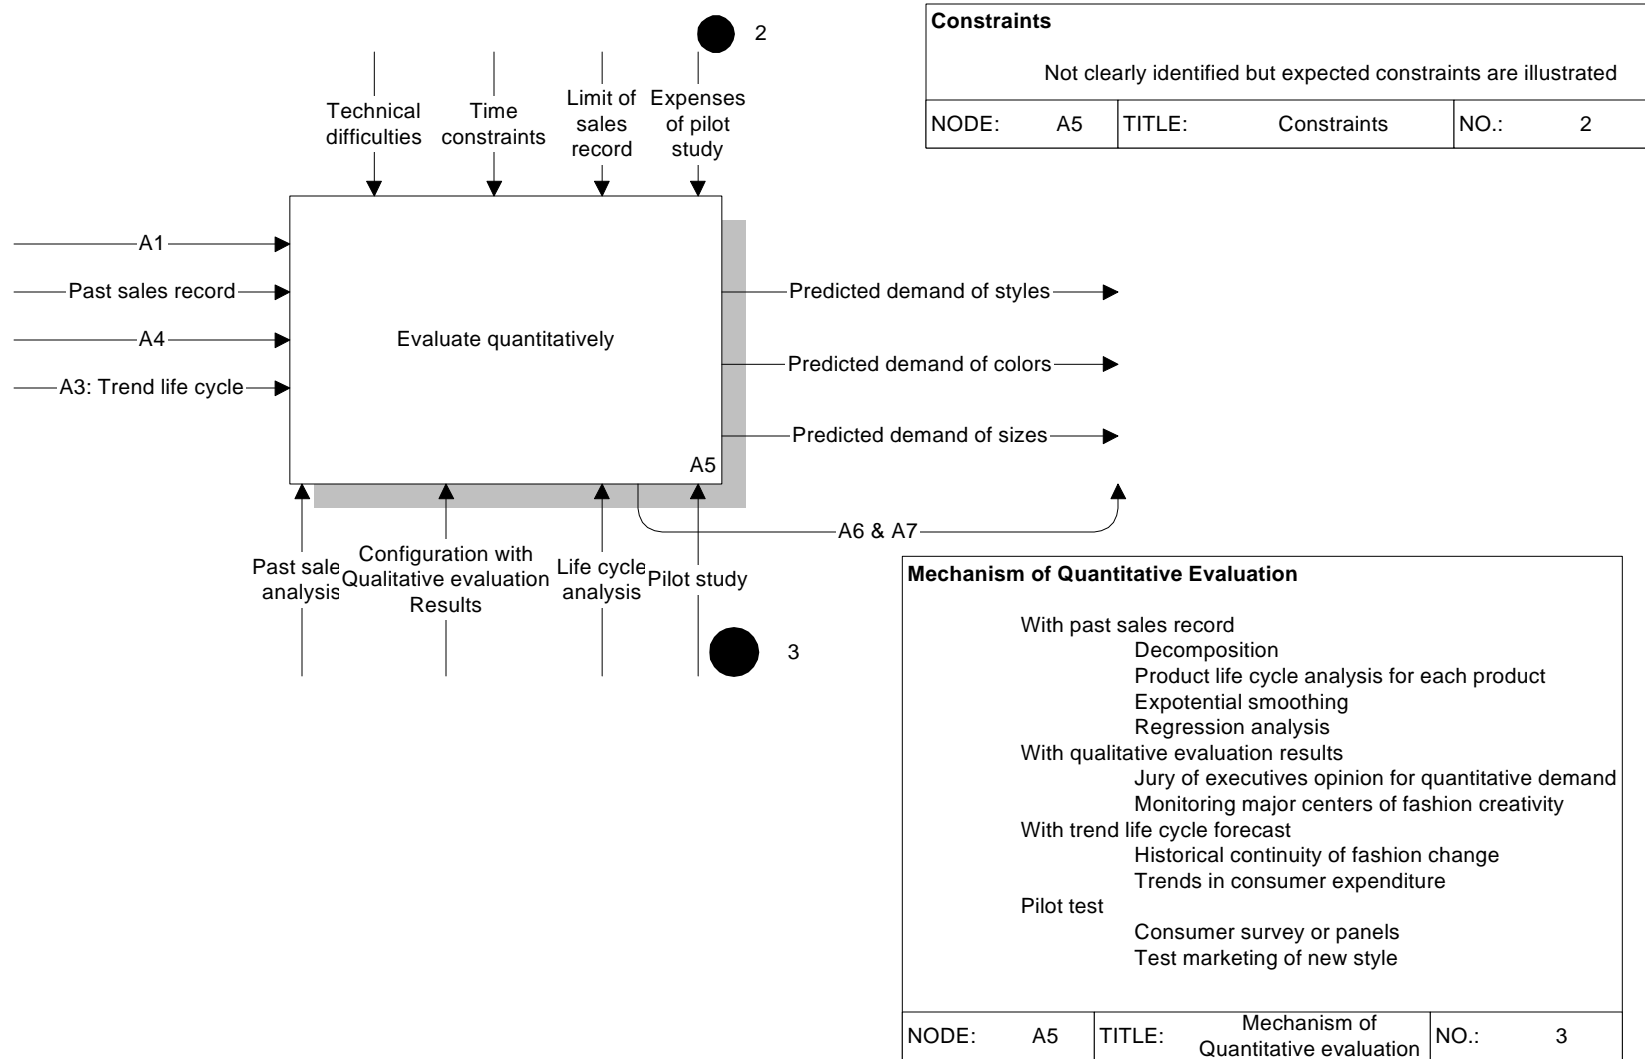 2
Constraints
Not clearly identified but expected constraints are illustrated
NODE: A5 TITLE: Constraints NO.: 2
Technical
difficulties
Time
constraints
Limit of
sales
record
Expenses
of pilot
study
A1
Past sales record
A4
A3: Trend life cycle
Evaluate quantitatively
A5
Predicted demand of styles
Predicted demand of colors
Predicted demand of sizes
A6 & A7
Past sale
analysis
Configuration with
Qualitative evaluation
Results
Life cycle
analysis
Pilot study
3
Mechanism of Quantitative Evaluation
With past sales record
Decomposition
Product life cycle analysis for each product
Expotential smoothing
Regression analysis
With qualitative evaluation results
Jury of executives opinion for quantitative demand
Monitoring major centers of fashion creativity
With trend life cycle forecast
Historical continuity of fashion change
Trends in consumer expenditure
Pilot test
Consumer survey or panels
Test marketing of new style
NODE: A5 TITLE: Mechanism of
Quantitative evaluation NO.: 3